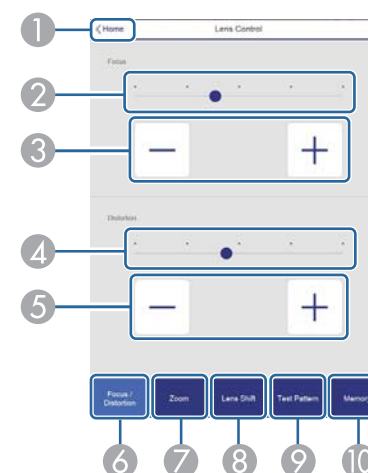 1
Home
Lens Control
Focus
2
3
Distortion
4
5
Focus /
Distortion
Zoom
Lens Shift
Test Pattern
Memory
6
7
8
9
10